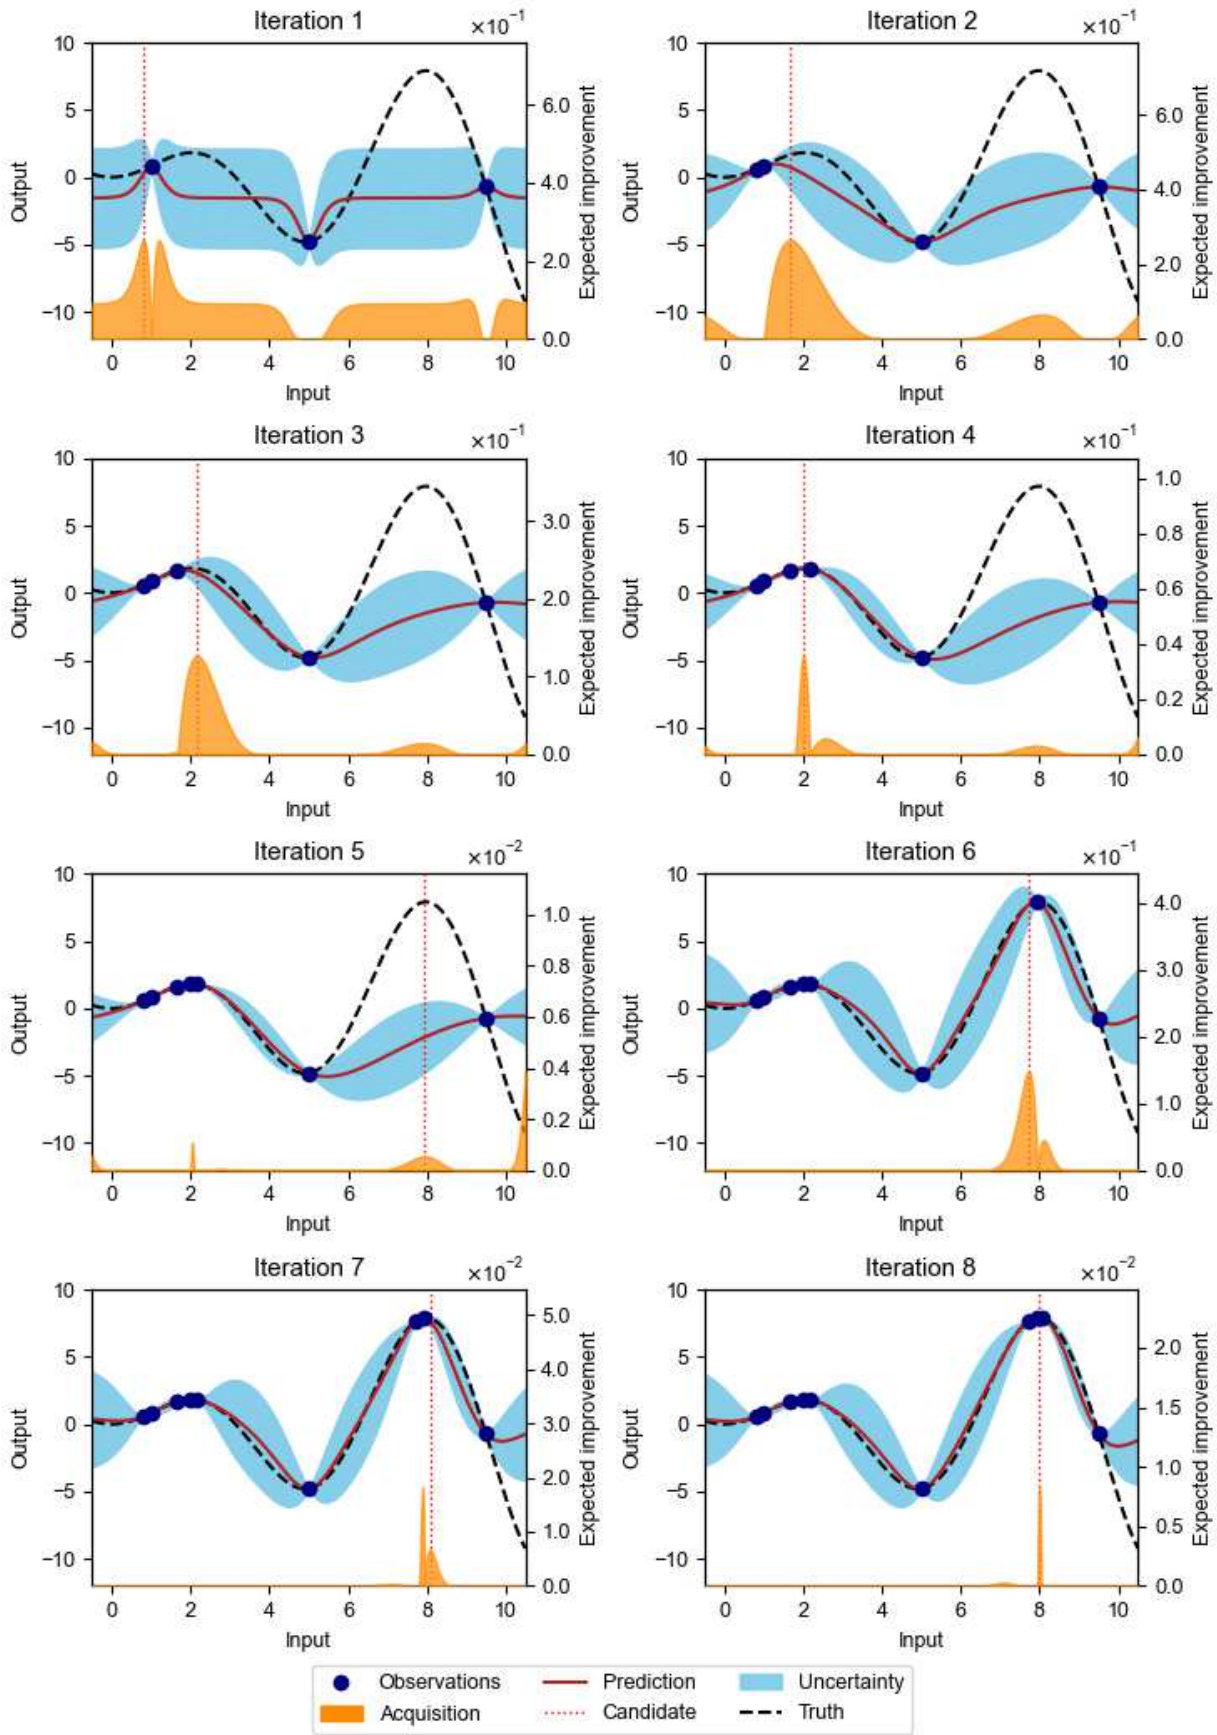 Iteration 1
×10⁻¹
10
5
0
−5
−10
Output
6.0
4.0
2.0
0.0
Expected improvement
0 2 4 6 8 10
Input
Iteration 2
×10⁻¹
10
5
0
−5
−10
Output
6.0
4.0
2.0
0.0
Expected improvement
0 2 4 6 8 10
Input
Iteration 3
×10⁻¹
10
5
0
−5
−10
Output
3.0
2.0
1.0
0.0
Expected improvement
0 2 4 6 8 10
Input
Iteration 4
×10⁻¹
10
5
0
−5
−10
Output
1.0
0.8
0.6
0.4
0.2
0.0
Expected improvement
0 2 4 6 8 10
Input
Iteration 5
×10⁻²
10
5
0
−5
−10
Output
1.0
0.8
0.6
0.4
0.2
0.0
Expected improvement
0 2 4 6 8 10
Input
Iteration 6
×10⁻¹
10
5
0
−5
−10
Output
4.0
3.0
2.0
1.0
0.0
Expected improvement
0 2 4 6 8 10
Input
Iteration 7
×10⁻²
10
5
0
−5
−10
Output
5.0
4.0
3.0
2.0
1.0
0.0
Expected improvement
0 2 4 6 8 10
Input
Iteration 8
×10⁻²
10
5
0
−5
−10
Output
2.0
1.5
1.0
0.5
0.0
Expected improvement
0 2 4 6 8 10
Input
Observations Prediction Uncertainty
Acquisition Candidate Truth